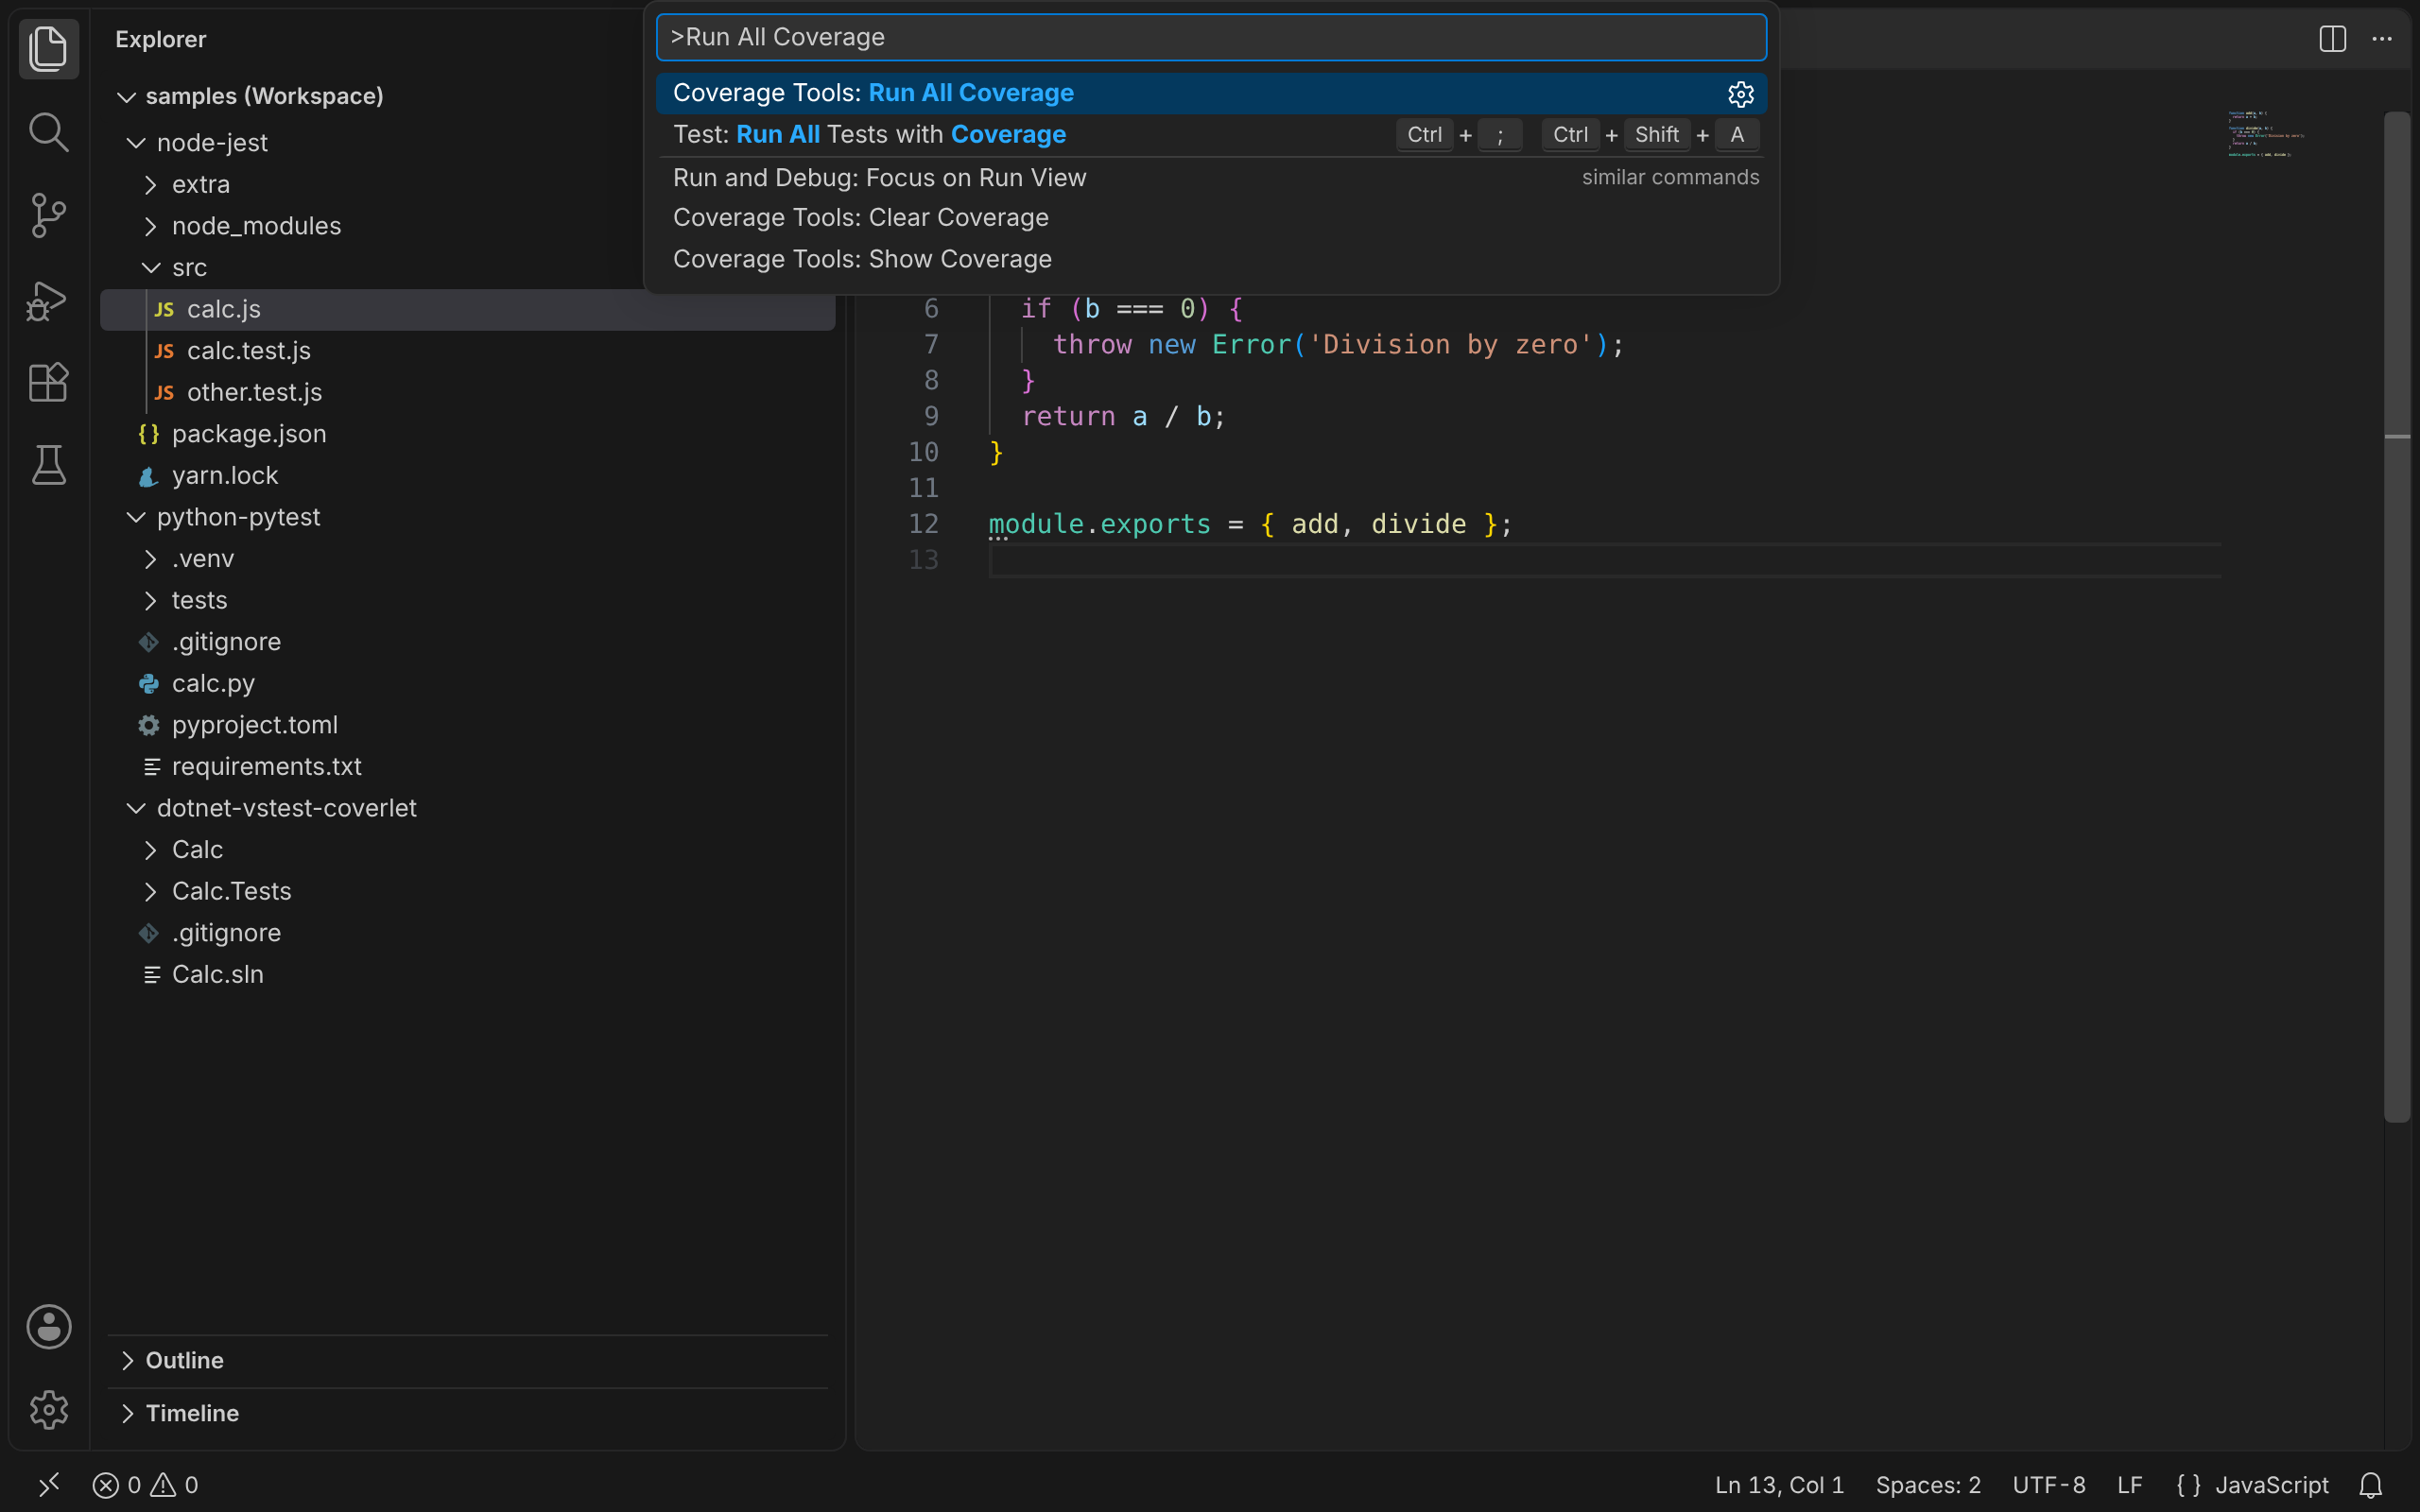 Explorer
samples (Workspace)
node-jest
extra
node_modules
src
JS calc.js
JS calc.test.js
JS other.test.js
{} package.json
yarn.lock
python-pytest
.venv
tests
.gitignore
calc.py
pyproject.toml
requirements.txt
dotnet-vstest-coverlet
Calc
Calc.Tests
.gitignore
Calc.sln
Outline
Timeline
>Run All Coverage
Coverage Tools: Run All Coverage
Test: Run All Tests with Coverage Ctrl + ; Ctrl + Shift + A
Run and Debug: Focus on Run View similar commands
Coverage Tools: Clear Coverage
Coverage Tools: Show Coverage
6 if (b === 0) {
7 throw new Error('Division by zero');
8 }
9 return a / b;
10 }
11
12 module.exports = { add, divide };
13
0 0
Ln 13, Col 1 Spaces: 2 UTF-8 LF {} JavaScript